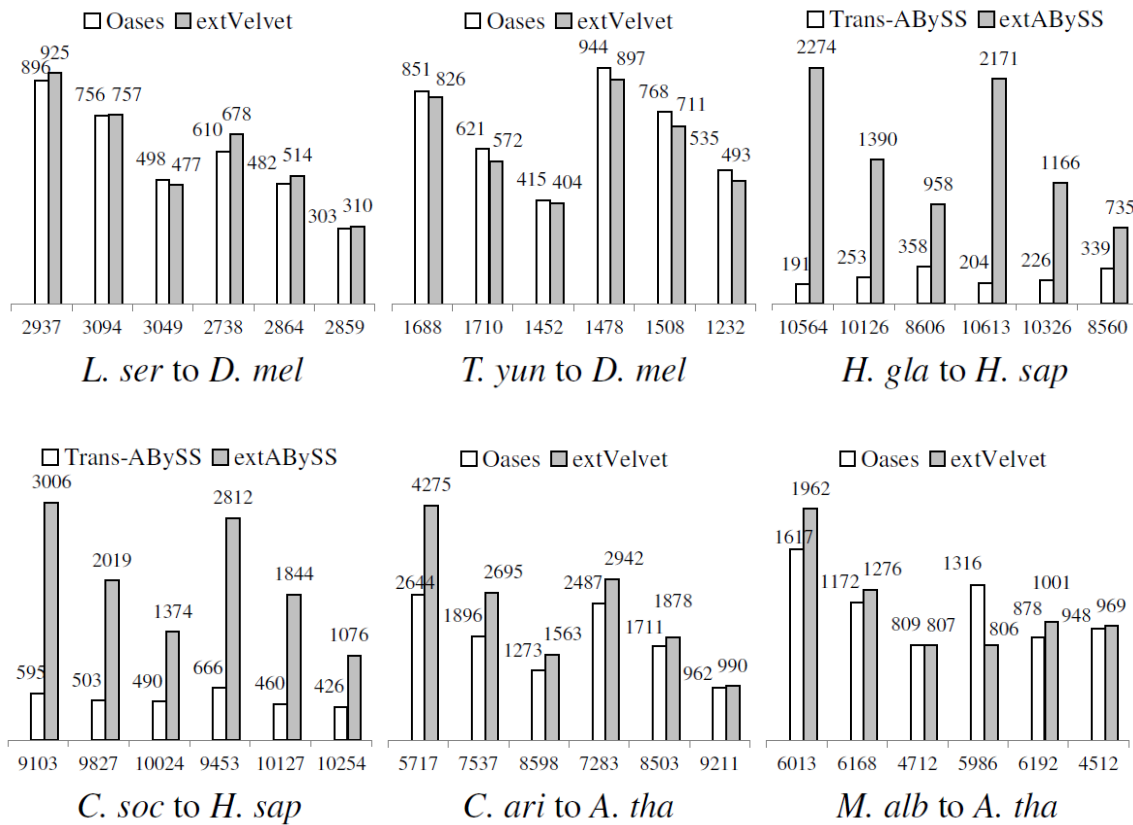 Oases extVelvet
925
896
756 757
498 477
610 678
482 514
303 310
2937 3094 3049 2738 2864 2859
L. ser to D. mel
Oases extVelvet
851 826
621 572
415 404
944 897
768 711
535 493
1688 1710 1452 1478 1508 1232
T. yun to D. mel
Trans-ABySS extABySS
191 2274
253 1390
358 958
204 2171
226 1166
339 735
10564 10126 8606 10613 10326 8560
H. gla to H. sap
Trans-ABySS extABySS
595 3006
503 2019
490 1374
666 2812
460 1844
426 1076
9103 9827 10024 9453 10127 10254
C. soc to H. sap
Oases extVelvet
2644 4275
1896 2695
1273 1563
2487 2942
1711 1878
962 990
5717 7537 8598 7283 8503 9211
C. ari to A. tha
Oases extVelvet
1617 1962
1172 1276
809 807
1316 806
878 1001
948 969
6013 6168 4712 5986 6192 4512
M. alb to A. tha